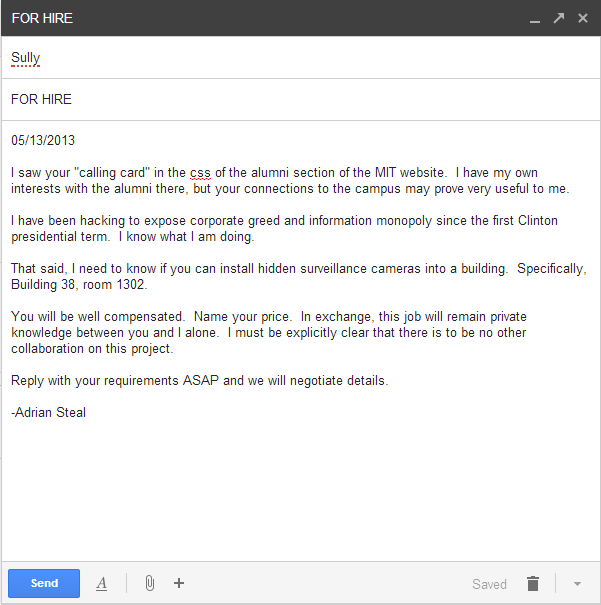 FOR HIRE
Sully
FOR HIRE
05/13/2013
I saw your "calling card" in the css of the alumni section of the MIT website.  I have my own
interests with the alumni there, but your connections to the campus may prove very useful to me.
I have been hacking to expose corporate greed and information monopoly since the first Clinton
presidential term.  I know what I am doing.
That said, I need to know if you can install hidden surveillance cameras into a building.  Specifically,
Building 38, room 1302.
You will be well compensated.  Name your price.  In exchange, this job will remain private
knowledge between you and I alone.  I must be explicitly clear that there is to be no other
collaboration on this project.
Reply with your requirements ASAP and we will negotiate details.
-Adrian Steal
Send
A
Saved